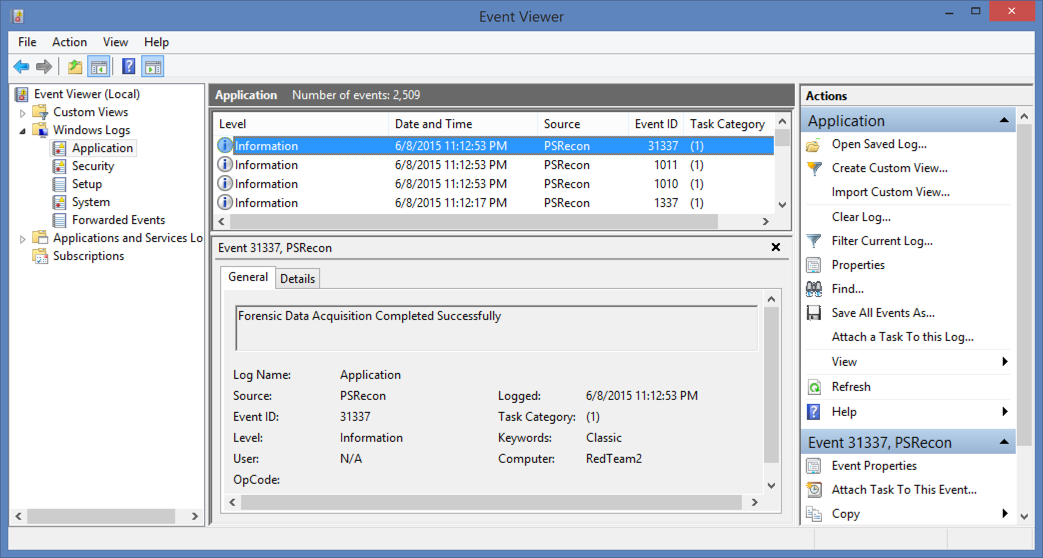 Event Viewer
File Action View Help
Event Viewer (Local)
Custom Views
Windows Logs
Application
Security
Setup
System
Forwarded Events
Applications and Services Lo
Subscriptions
Application Number of events: 2,509
Level Date and Time Source Event ID Task Category
Information 6/8/2015 11:12:53 PM PSRecon 31337 (1)
Information 6/8/2015 11:12:53 PM PSRecon 1011 (1)
Information 6/8/2015 11:12:53 PM PSRecon 1010 (1)
Information 6/8/2015 11:12:17 PM PSRecon 1337 (1)
Event 31337, PSRecon
General Details
Forensic Data Acquisition Completed Successfully
Log Name: Application
Source: PSRecon Logged: 6/8/2015 11:12:53 PM
Event ID: 31337 Task Category: (1)
Level: Information Keywords: Classic
User: N/A Computer: RedTeam2
OpCode:
Actions
Application
Open Saved Log...
Create Custom View...
Import Custom View...
Clear Log...
Filter Current Log...
Properties
Find...
Save All Events As...
Attach a Task To this Log...
View
Refresh
Help
Event 31337, PSRecon
Event Properties
Attach Task To This Event...
Copy